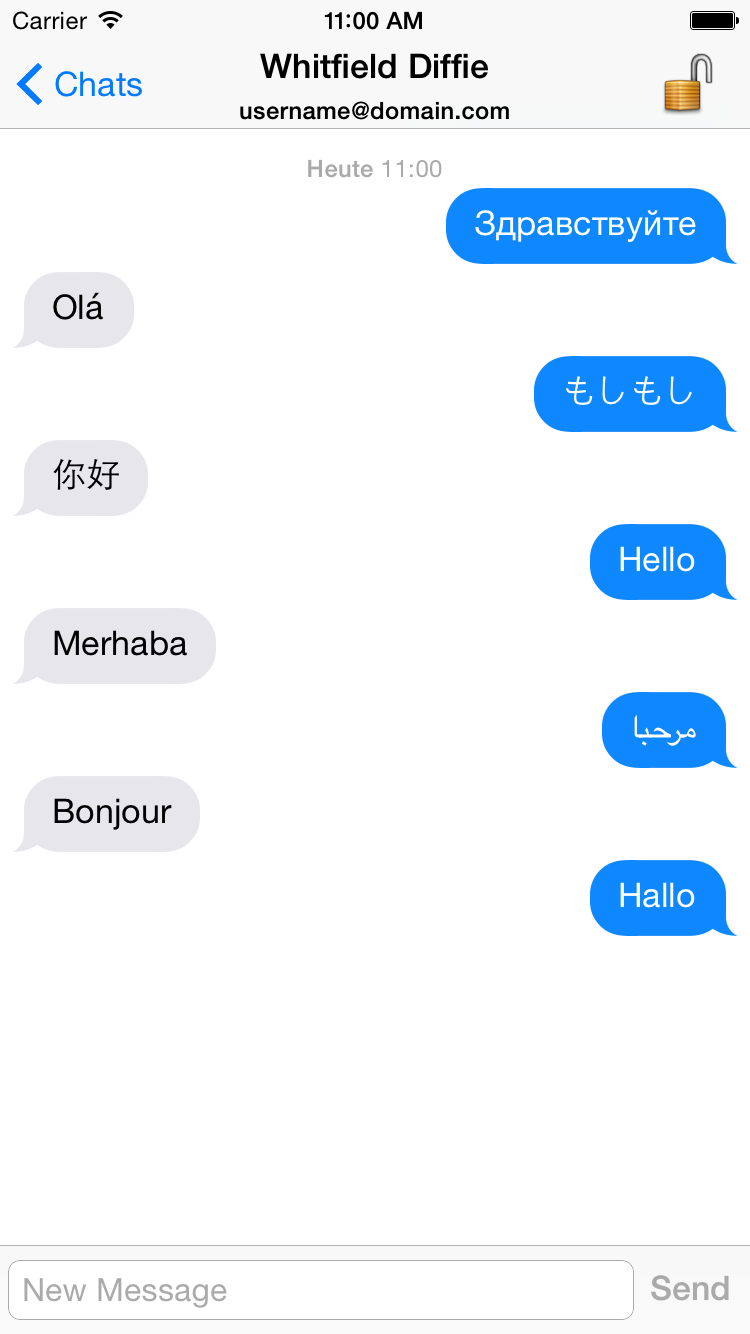 Carrier 11:00 AM
Chats
Whitfield Diffie
username@domain.com
Heute 11:00
Здравствуйте
Olá
もしもし
你好
Hello
Merhaba
مرحبا
Bonjour
Hallo
New Message
Send